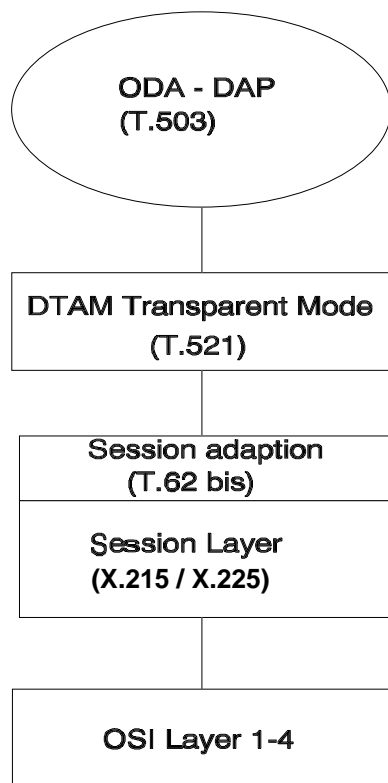 ODA - DAP
(T.503)
DTAM Transparent Mode
(T.521)
Session adaption
(T.62 bis)
Session Layer
(X.215 / X.225)
OSI Layer 1-4